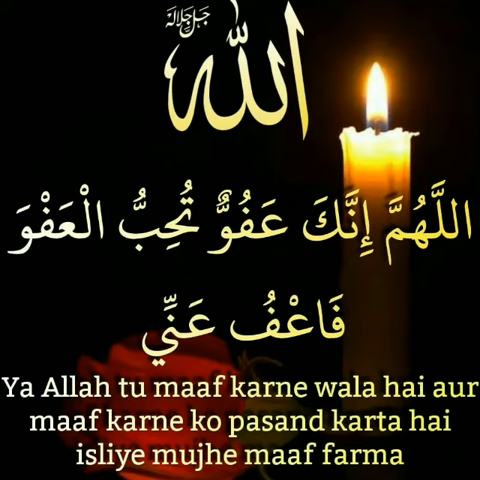 الله
جل جلاله
اللَّهُمَّ إِنَّكَ عَفُوٌّ تُحِبُّ الْعَفْوَ
فَاعْفُ عَنِّي
Ya Allah tu maaf karne wala hai aur
maaf karne ko pasand karta hai
isliye mujhe maaf farma